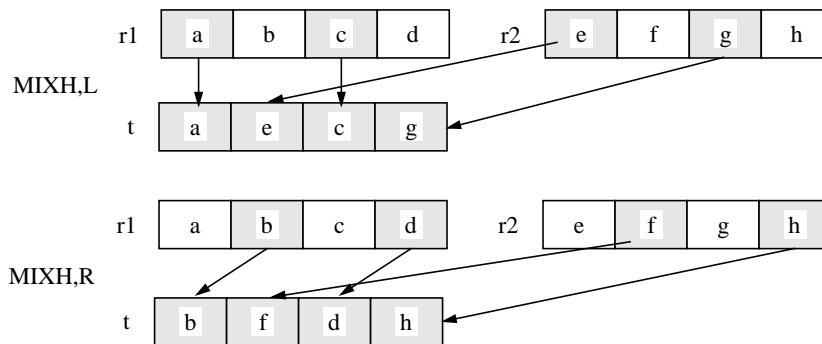 r1 a b c d r2 e f g h
MIXH,L
t a e c g
r1 a b c d r2 e f g h
MIXH,R
t b f d h